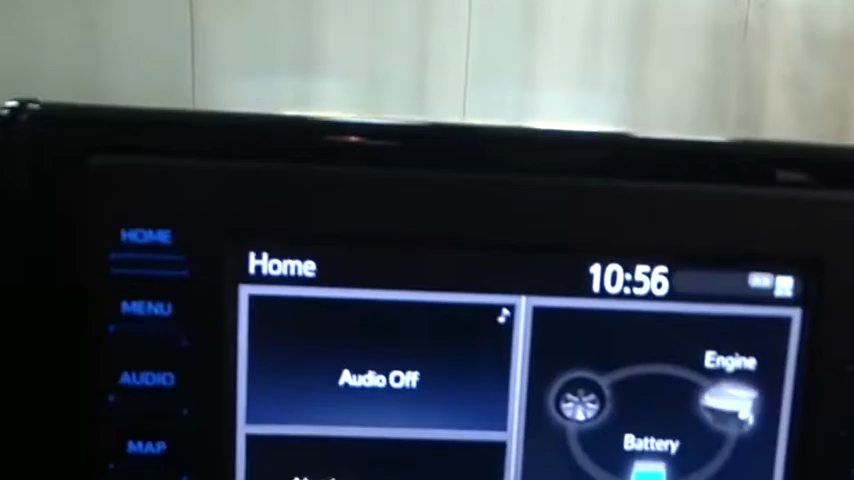 HOME
Home
10:56
MENU
Audio Off
Engine
AUDIO
Battery
MAP